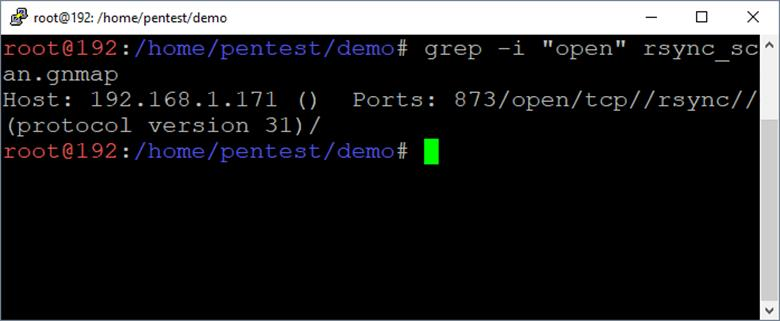 root@192: /home/pentest/demo
root@192:/home/pentest/demo# grep -i "open" rsync_sc
an.gnmap
Host: 192.168.1.171 ()  Ports: 873/open/tcp//rsync//
(protocol version 31)/
root@192:/home/pentest/demo#